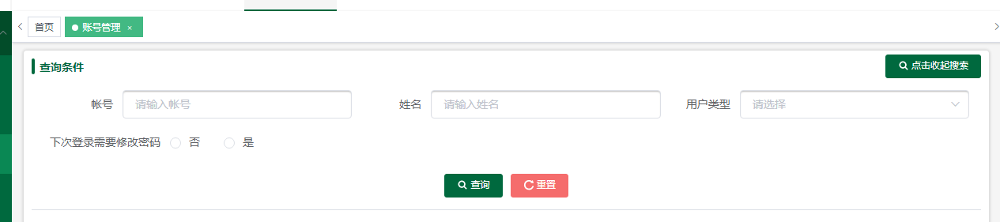 首页 账号管理 ×
查询条件 点击收起搜索
帐号 请输入帐号 姓名 请输入姓名 用户类型 请选择
下次登录需要修改密码 否 是
查询 重置